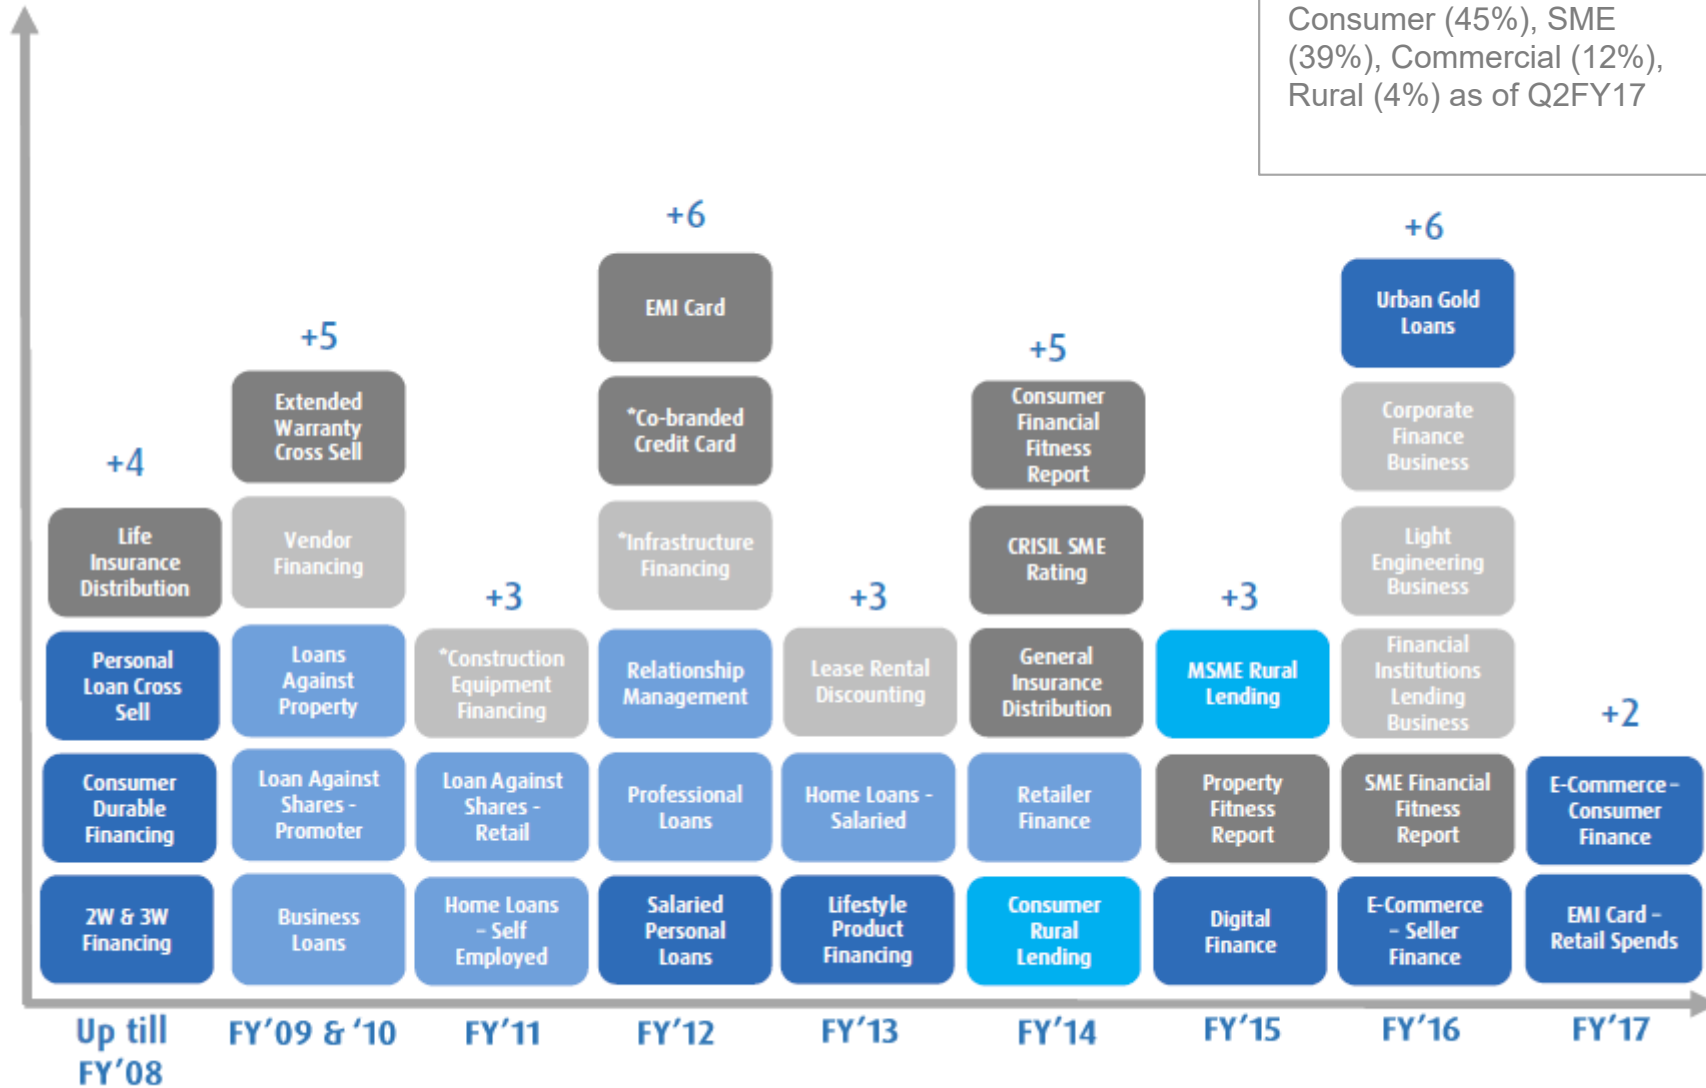 Consumer (45%), SME
(39%), Commercial (12%),
Rural (4%) as of Q2FY17
+4
Life
Insurance
Distribution
Personal
Loan Cross
Sell
Consumer
Durable
Financing
2W & 3W
Financing
Up till
FY'08
+5
Extended
Warranty
Cross Sell
Vendor
Financing
Loans
Against
Property
Loan Against
Shares -
Promoter
Business
Loans
FY'09 & '10
+3
*Construction
Equipment
Financing
Loan Against
Shares -
Retail
Home Loans
- Self
Employed
FY'11
+6
EMI Card
*Co-branded
Credit Card
*Infrastructure
Financing
Relationship
Management
Professional
Loans
Salaried
Personal
Loans
FY'12
+3
Lease Rental
Discounting
Home Loans -
Salaried
Lifestyle
Product
Financing
FY'13
+5
Consumer
Financial
Fitness
Report
CRISIL SME
Rating
General
Insurance
Distribution
Retailer
Finance
Consumer
Rural
Lending
FY'14
+3
MSME Rural
Lending
Property
Fitness
Report
Digital
Finance
FY'15
+6
Urban Gold
Loans
Corporate
Finance
Business
Light
Engineering
Business
Financial
Institutions
Lending
Business
SME Financial
Fitness
Report
E-Commerce
- Seller
Finance
FY'16
+2
E-Commerce –
Consumer
Finance
EMI Card –
Retail Spends
FY'17